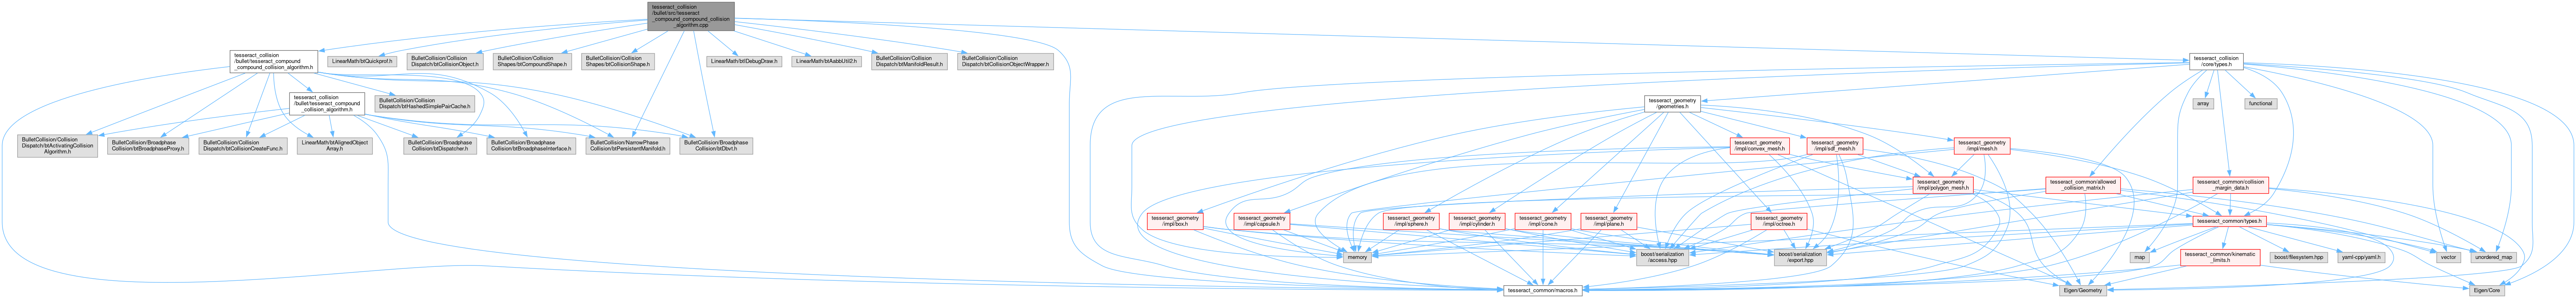 tesseract_collision
/bullet/src/tesseract
_compound_compound_collision
_algorithm.cpp
tesseract_collision
/bullet/tesseract_compound
_compound_collision_algorithm.h
LinearMath/btQuickprof.h
BulletCollision/Collision
Dispatch/btCollisionObject.h
BulletCollision/Collision
Shapes/btCompoundShape.h
BulletCollision/Collision
Shapes/btCollisionShape.h
LinearMath/btIDebugDraw.h
LinearMath/btAabbUtil2.h
BulletCollision/Collision
Dispatch/btManifoldResult.h
BulletCollision/Collision
Dispatch/btCollisionObjectWrapper.h
tesseract_collision
/core/types.h
tesseract_collision
/bullet/tesseract_compound
_collision_algorithm.h
BulletCollision/Collision
Dispatch/btHashedSimplePairCache.h
tesseract_geometry
/geometries.h
array
functional
BulletCollision/Collision
Dispatch/btActivatingCollision
Algorithm.h
BulletCollision/Broadphase
Collision/btBroadphaseProxy.h
BulletCollision/Collision
Dispatch/btCollisionCreateFunc.h
LinearMath/btAlignedObject
Array.h
BulletCollision/Broadphase
Collision/btDispatcher.h
BulletCollision/Broadphase
Collision/btBroadphaseInterface.h
BulletCollision/NarrowPhase
Collision/btPersistentManifold.h
BulletCollision/Broadphase
Collision/btDbvt.h
tesseract_geometry
/impl/convex_mesh.h
tesseract_geometry
/impl/sdf_mesh.h
tesseract_geometry
/impl/mesh.h
tesseract_geometry
/impl/polygon_mesh.h
tesseract_common/allowed
_collision_matrix.h
tesseract_common/collision
_margin_data.h
tesseract_geometry
/impl/box.h
tesseract_geometry
/impl/capsule.h
tesseract_geometry
/impl/sphere.h
tesseract_geometry
/impl/cylinder.h
tesseract_geometry
/impl/cone.h
tesseract_geometry
/impl/plane.h
tesseract_geometry
/impl/octree.h
tesseract_common/types.h
memory
boost/serialization
/access.hpp
boost/serialization
/export.hpp
map
tesseract_common/kinematic
_limits.h
boost/filesystem.hpp
yaml-cpp/yaml.h
vector
unordered_map
tesseract_common/macros.h
Eigen/Geometry
Eigen/Core